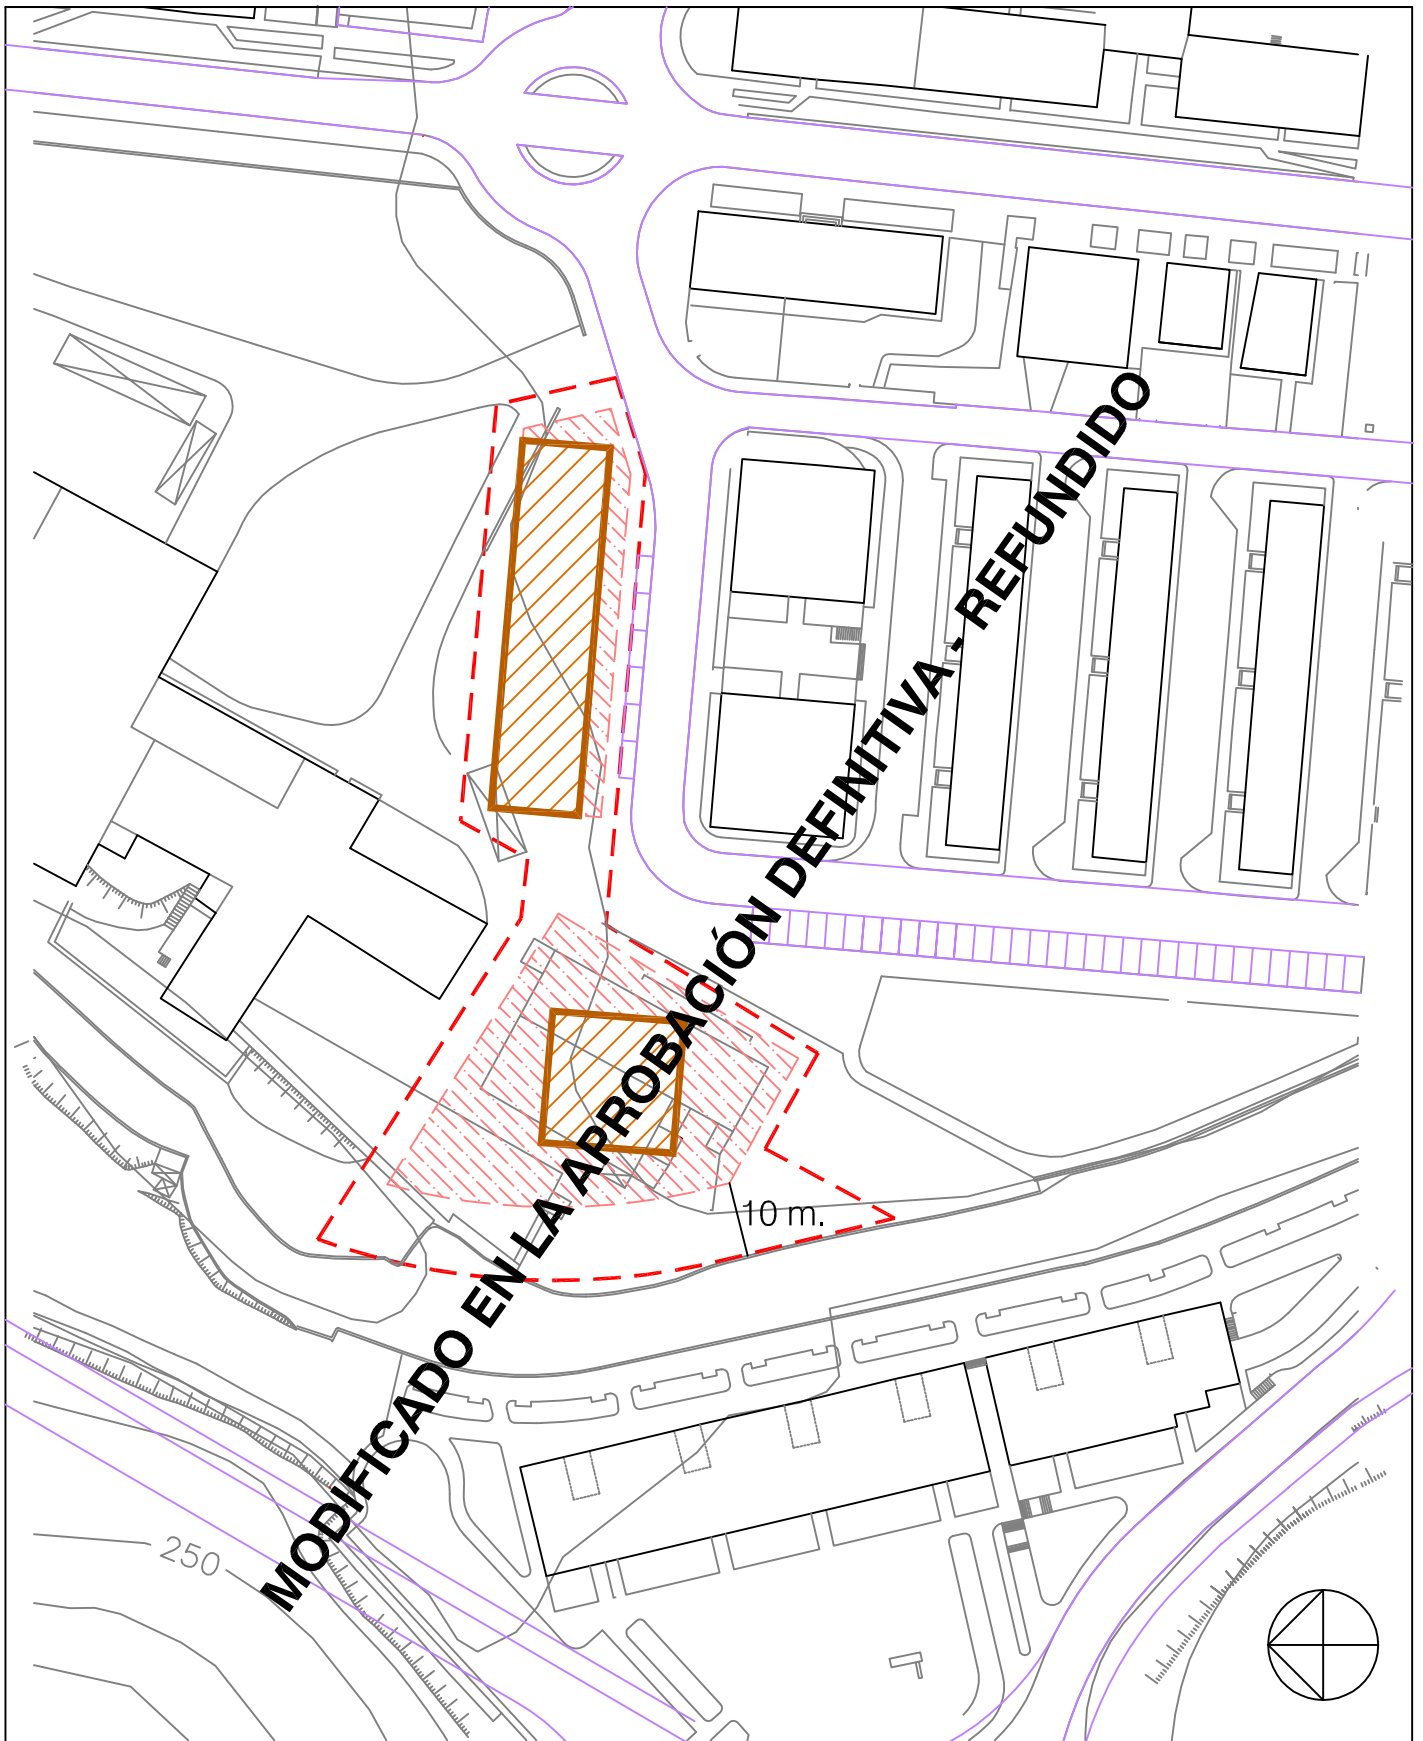 MODIFICADO EN LA APROBACIÓN DEFINITIVA - REFUNDIDO
10 m.
250